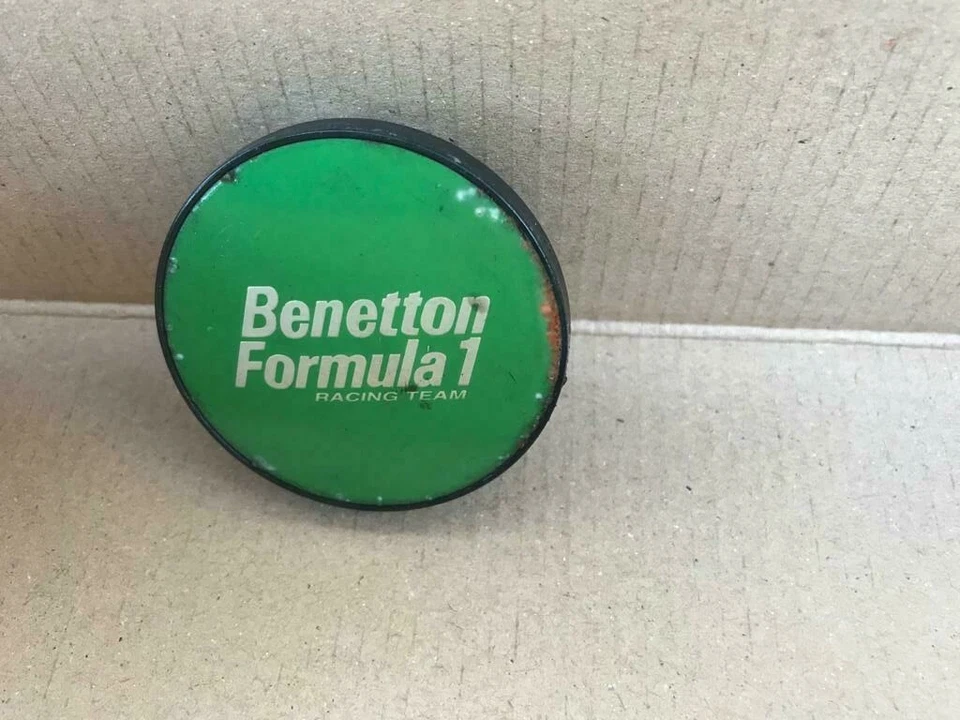 Benetton
Formula 1
RACING TEAM